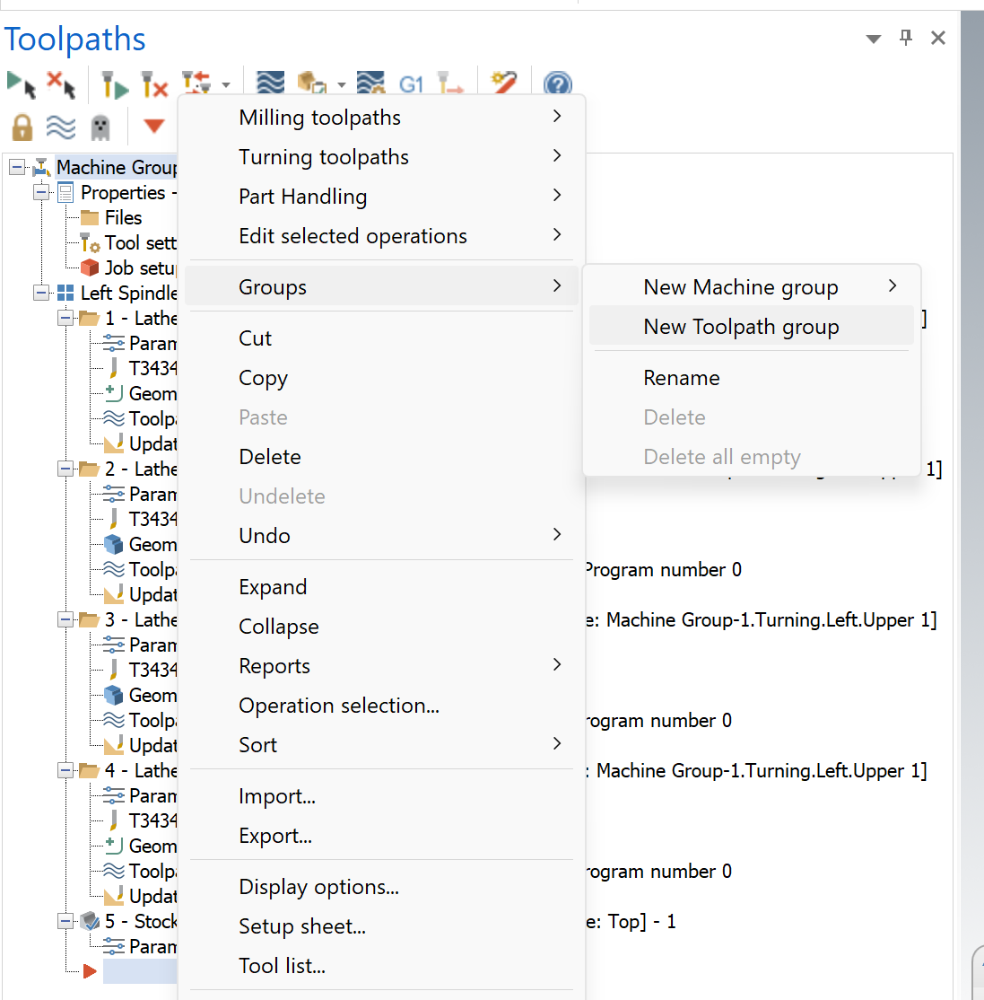 Toolpaths
G1
Milling toolpaths
Turning toolpaths
Part Handling
Edit selected operations
Groups
Cut
Copy
Paste
Delete
Undelete
Undo
Expand
Collapse
Reports
Operation selection...
Sort
Import...
Export...
Display options...
Setup sheet...
Tool list...
New Machine group
New Toolpath group
Rename
Delete
Delete all empty
Machine Group
Properties -
Files
Tool sett
Job setu
Left Spindle
1 - Lathe
]
Param
T3434
Geom
Toolpa
Updat
2 - Lathe
1]
Param
T3434
Geom
Toolpa
Program number 0
Updat
3 - Lathe
e: Machine Group-1.Turning.Left.Upper 1]
Param
T3434
Geom
Toolpa
rogram number 0
Updat
4 - Lathe
: Machine Group-1.Turning.Left.Upper 1]
Param
T3434
Geom
Toolpa
rogram number 0
Updat
5 - Stock
e: Top] - 1
Param